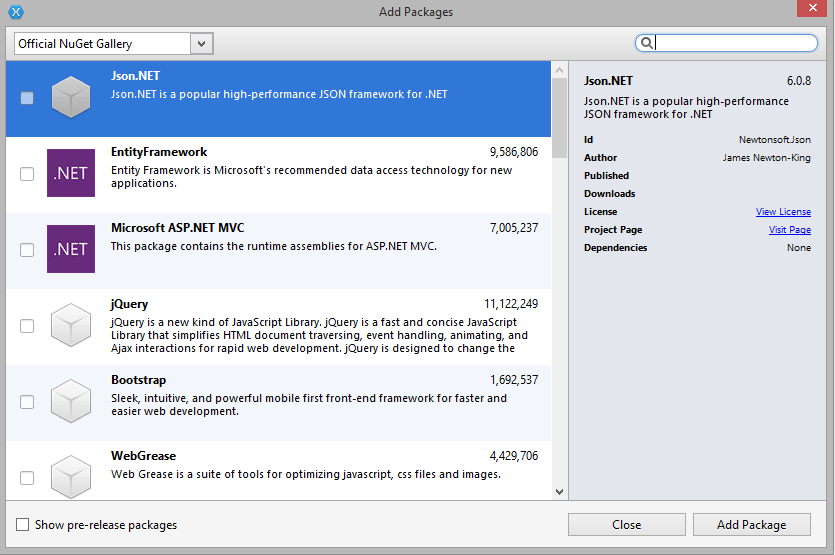 Add Packages
Official NuGet Gallery
Json.NET
Json.NET is a popular high-performance JSON framework for .NET
.NET
EntityFramework 9,586,806
Entity Framework is Microsoft's recommended data access technology for new
applications.
.NET
Microsoft ASP.NET MVC 7,005,237
This package contains the runtime assemblies for ASP.NET MVC.
jQuery 11,122,249
jQuery is a new kind of JavaScript Library. jQuery is a fast and concise JavaScript
Library that simplifies HTML document traversing, event handling, animating, and
Ajax interactions for rapid web development. jQuery is designed to change the
Bootstrap 1,692,537
Sleek, intuitive, and powerful mobile first front-end framework for faster and
easier web development.
WebGrease 4,429,706
Web Grease is a suite of tools for optimizing javascript, css files and images.
Json.NET 6.0.8
Json.NET is a popular high-performance
JSON framework for .NET
Id Newtonsoft.Json
Author James Newton-King
Published
Downloads
License View License
Project Page Visit Page
Dependencies None
Show pre-release packages
Close
Add Package